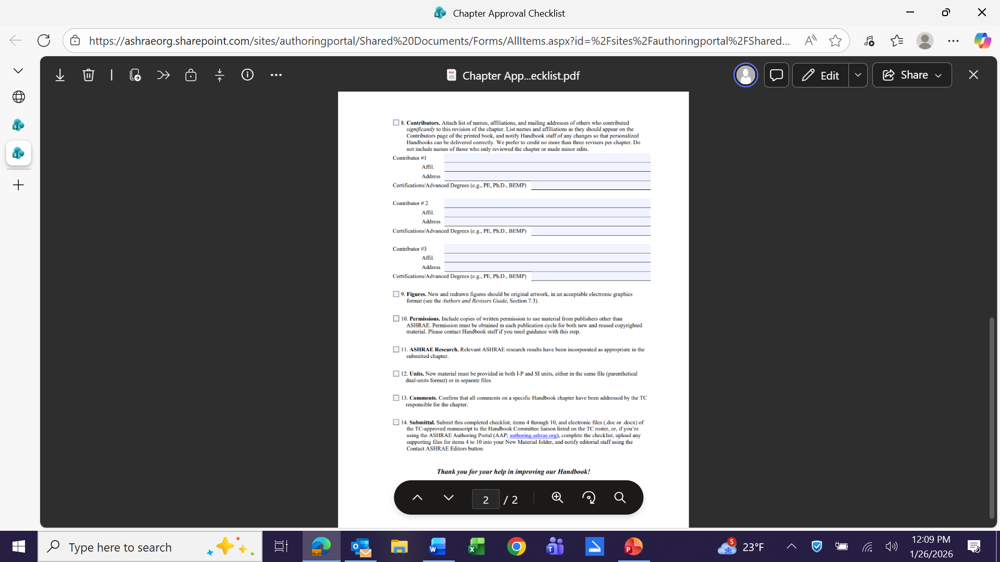 Chapter Approval Checklist
https://ashraeorg.sharepoint.com/sites/authoringportal/Shared%20Documents/Forms/AllItems.aspx?id=%2Fsites%2Fauthoringportal%2FShared...
Chapter App...ecklist.pdf
Edit
Share
8. Contributors. Attach list of names, affiliations, and mailing addresses of others who contributed
significantly to this revision of the chapter. List names and affiliations as they should appear on the
Contributors page of the printed book, and notify Handbook staff of any changes so that personalized
Handbooks can be delivered correctly. We prefer to credit no more than three revisers per chapter. Do
not include names of those who only reviewed the chapter or made minor edits.
Contributor #1
Affil.
Address
Certifications/Advanced Degrees (e.g., PE, Ph.D., BEMP)
Contributor # 2
Affil.
Address
Certifications/Advanced Degrees (e.g., PE, Ph.D., BEMP)
Contributor #3
Affil.
Address
Certifications/Advanced Degrees (e.g., PE, Ph.D., BEMP)
9. Figures. New and redrawn figures should be original artwork, in an acceptable electronic graphics
format (see the Authors and Revisers Guide, Section 7.3).
10. Permissions. Include copies of written permission to use material from publishers other than
ASHRAE. Permission must be obtained in each publication cycle for both new and reused copyrighted
material. Please contact Handbook staff if you need guidance with this step.
11. ASHRAE Research. Relevant ASHRAE research results have been incorporated as appropriate in the
submitted chapter.
12. Units. New material must be provided in both I-P and SI units, either in the same file (parenthetical
dual-units format) or in separate files.
13. Comments. Confirm that all comments on a specific Handbook chapter have been addressed by the TC
responsible for the chapter.
14. Submittal. Submit this completed checklist, items 4 through 10, and electronic files (.doc or .docx) of
the TC-approved manuscript to the Handbook Committee liaison listed on the TC roster, or, if you're
using the ASHRAE Authoring Portal (AAP; authoring.ashrae.org), complete the checklist, upload any
supporting files for items 4 to 10 into your New Material folder, and notify editorial staff using the
Contact ASHRAE Editors button.
Thank you for your help in improving our Handbook!
2 / 2
Type here to search
5
23°F
12:09 PM
1/26/2026